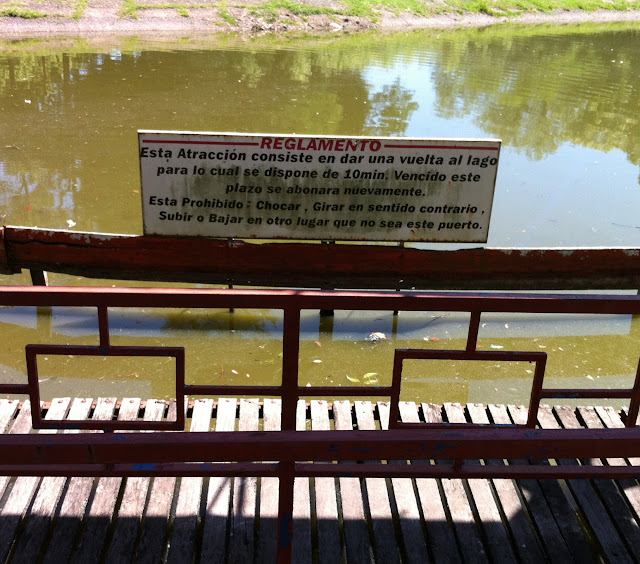 REGLAMENTO
Esta Atracción consiste en dar una vuelta al lago
para lo cual se dispone de 10min. Vencido este
plazo se abonara nuevamente.
Esta Prohibido : Chocar , Girar en sentido contrario ,
Subir o Bajar en otro lugar que no sea este puerto.